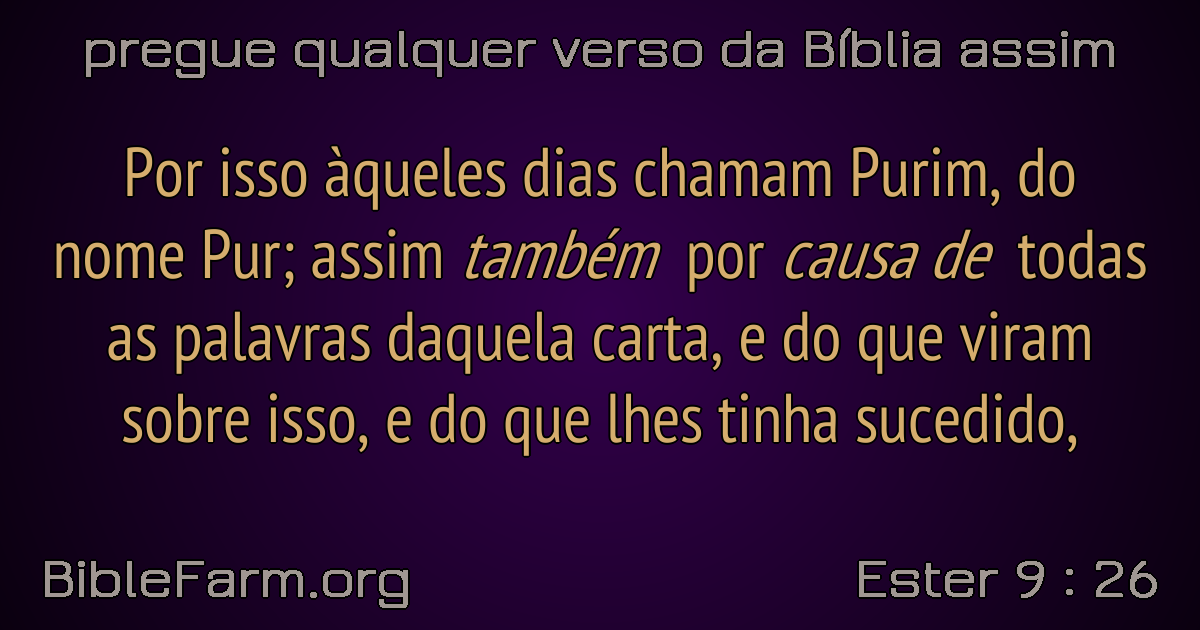 pregue qualquer verso da Bíblia assim
Por isso àqueles dias chamam Purim, do
nome Pur; assim também por causa de todas
as palavras daquela carta, e do que viram
sobre isso, e do que lhes tinha sucedido,
BibleFarm.org
Ester 9 : 26